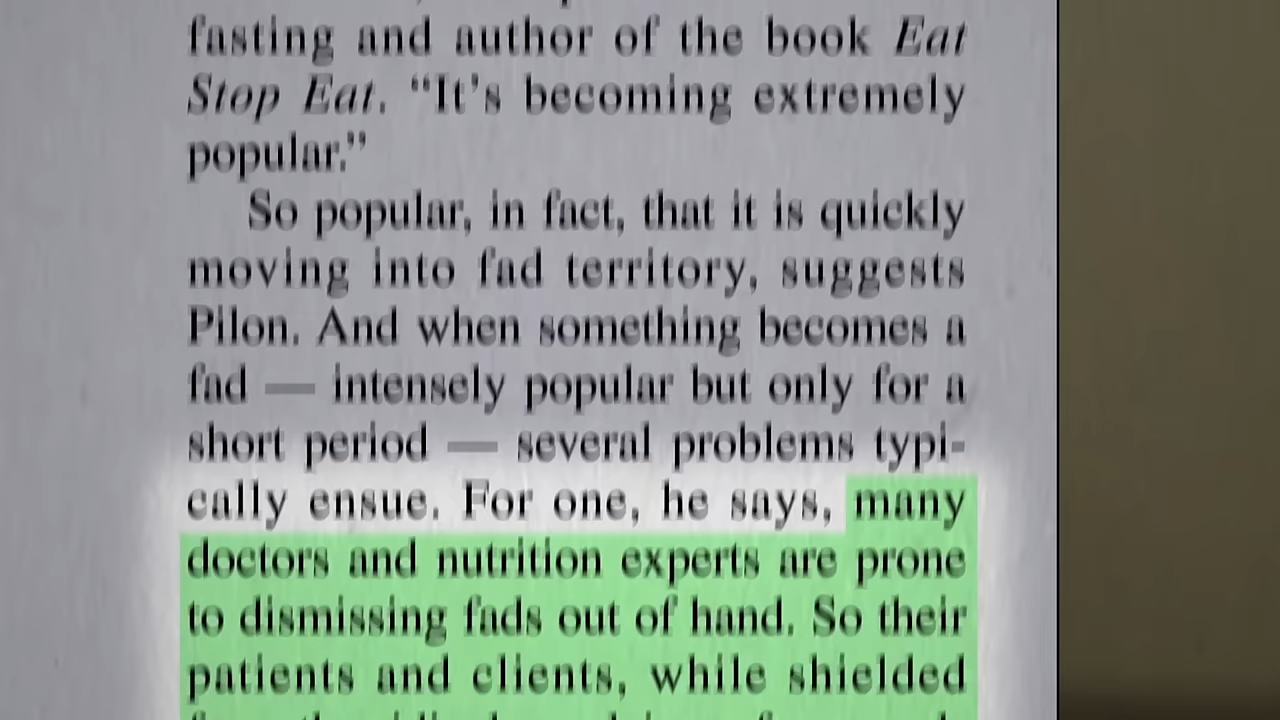 fasting and author of the book Eat
Stop Eat. “It’s becoming extremely
popular.”
So popular, in fact, that it is quickly
moving into fad territory, suggests
Pilon. And when something becomes a
fad — intensely popular but only for a
short period — several problems typi-
cally ensue. For one, he says, many
doctors and nutrition experts are prone
to dismissing fads out of hand. So their
patients and clients, while shielded